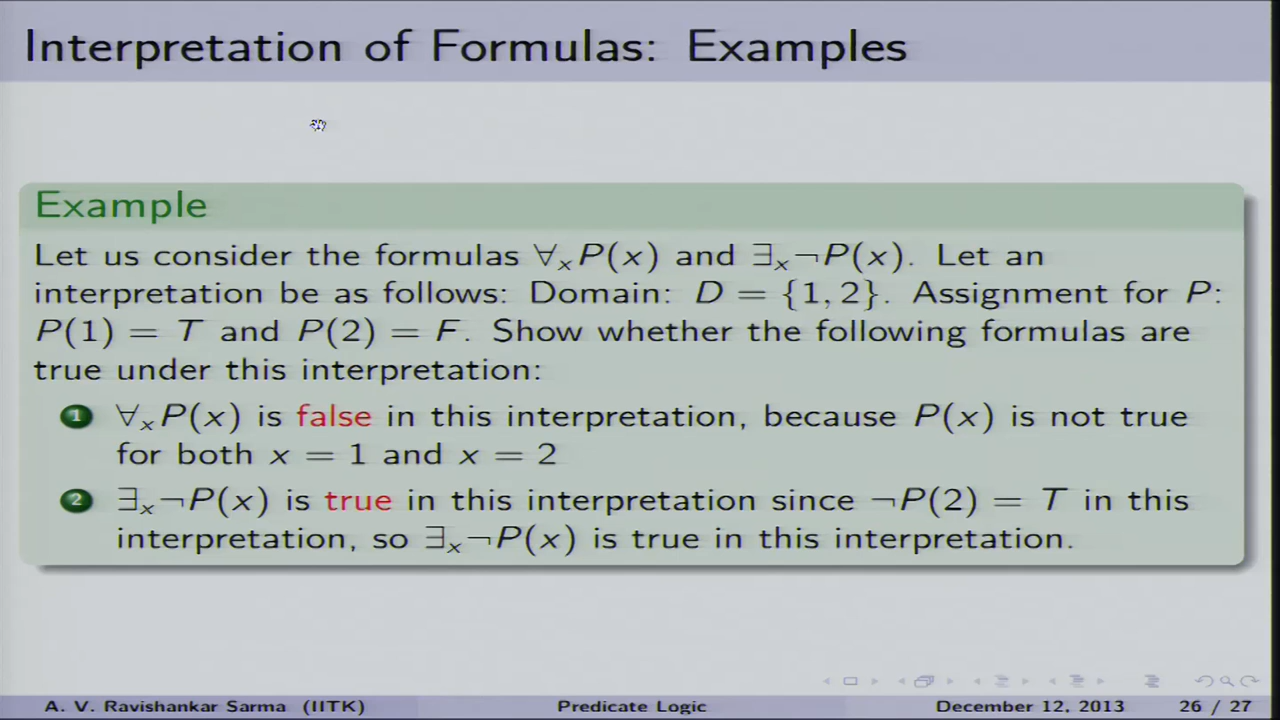 Interpretation of Formulas: Examples
Example
Let us consider the formulas ∀ₓP(x) and ∃ₓ¬P(x). Let an
interpretation be as follows: Domain: D = {1, 2}. Assignment for P:
P(1) = T and P(2) = F. Show whether the following formulas are
true under this interpretation:
1 ∀ₓP(x) is false in this interpretation, because P(x) is not true
for both x = 1 and x = 2
2 ∃ₓ¬P(x) is true in this interpretation since ¬P(2) = T in this
interpretation, so ∃ₓ¬P(x) is true in this interpretation.
A. V. Ravishankar Sarma (IITK) Predicate Logic December 12, 2013 26 / 27